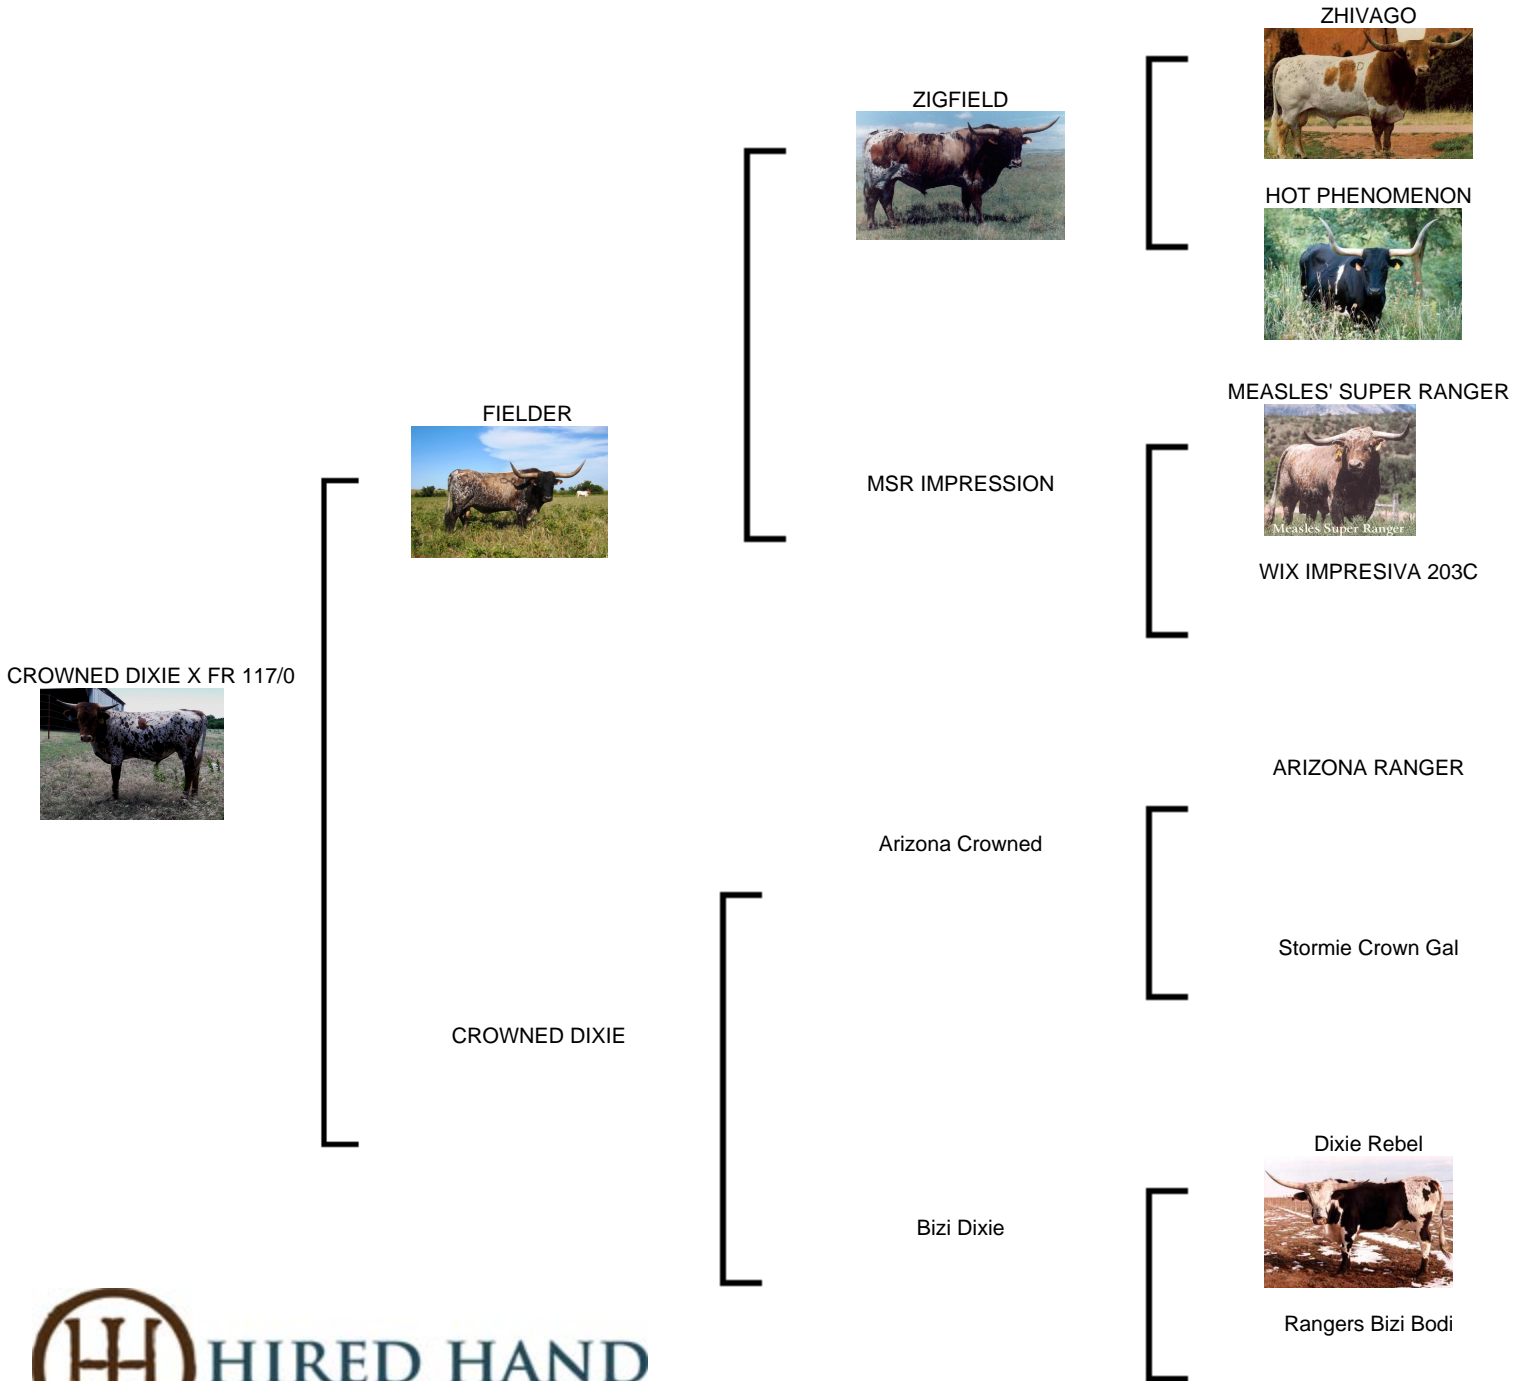 ZHIVAGO
ZIGFIELD
HOT PHENOMENON
MEASLES' SUPER RANGER
FIELDER
MSR IMPRESSION
Measles Super Ranger
WIX IMPRESIVA 203C
CROWNED DIXIE X FR 117/0
ARIZONA RANGER
Arizona Crowned
Stormie Crown Gal
CROWNED DIXIE
Dixie Rebel
Bizi Dixie
Rangers Bizi Bodi
HIRED HAND